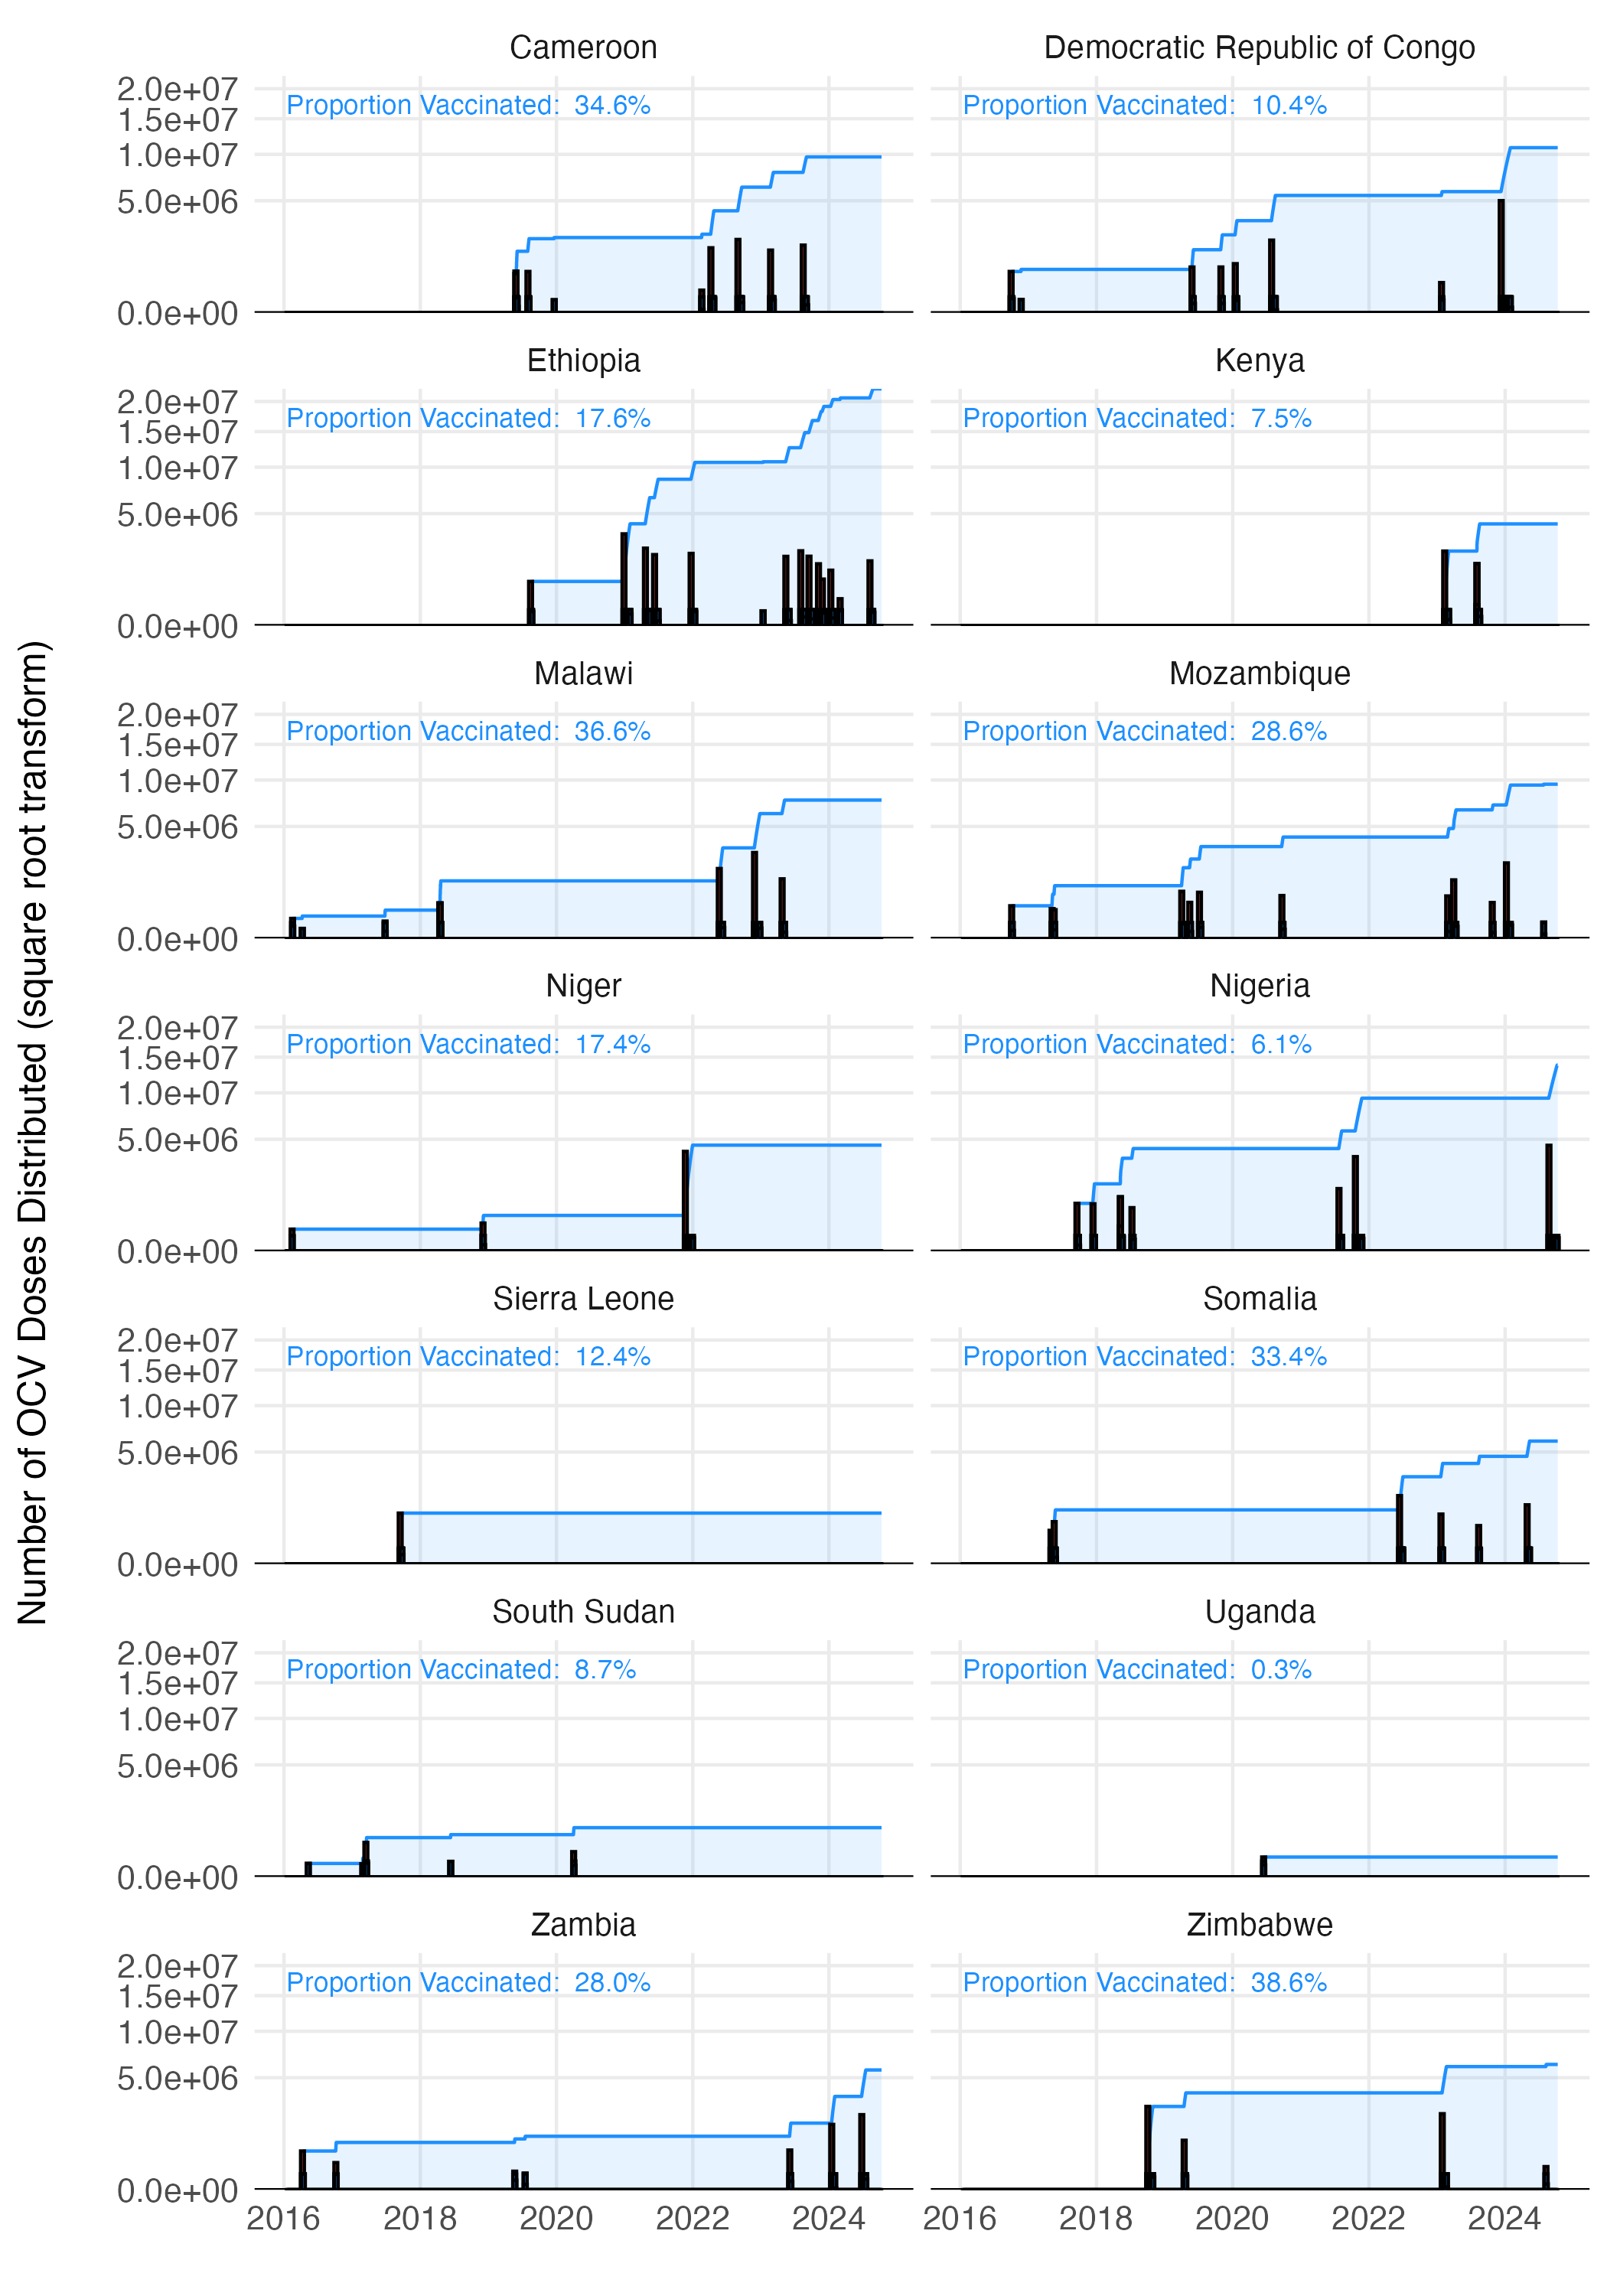 Number of OCV Doses Distributed (square root transform)
Cameroon
Democratic Republic of Congo
2.0e+07
1.5e+07
1.0e+07
5.0e+06
0.0e+00
Proportion Vaccinated: 34.6%
Proportion Vaccinated: 10.4%
Ethiopia
Kenya
2.0e+07
1.5e+07
1.0e+07
5.0e+06
0.0e+00
Proportion Vaccinated: 17.6%
Proportion Vaccinated: 7.5%
Malawi
Mozambique
2.0e+07
1.5e+07
1.0e+07
5.0e+06
0.0e+00
Proportion Vaccinated: 36.6%
Proportion Vaccinated: 28.6%
Niger
Nigeria
2.0e+07
1.5e+07
1.0e+07
5.0e+06
0.0e+00
Proportion Vaccinated: 17.4%
Proportion Vaccinated: 6.1%
Sierra Leone
Somalia
2.0e+07
1.5e+07
1.0e+07
5.0e+06
0.0e+00
Proportion Vaccinated: 12.4%
Proportion Vaccinated: 33.4%
South Sudan
Uganda
2.0e+07
1.5e+07
1.0e+07
5.0e+06
0.0e+00
Proportion Vaccinated: 8.7%
Proportion Vaccinated: 0.3%
Zambia
Zimbabwe
2.0e+07
1.5e+07
1.0e+07
5.0e+06
0.0e+00
Proportion Vaccinated: 28.0%
Proportion Vaccinated: 38.6%
2016 2018 2020 2022 2024
2016 2018 2020 2022 2024